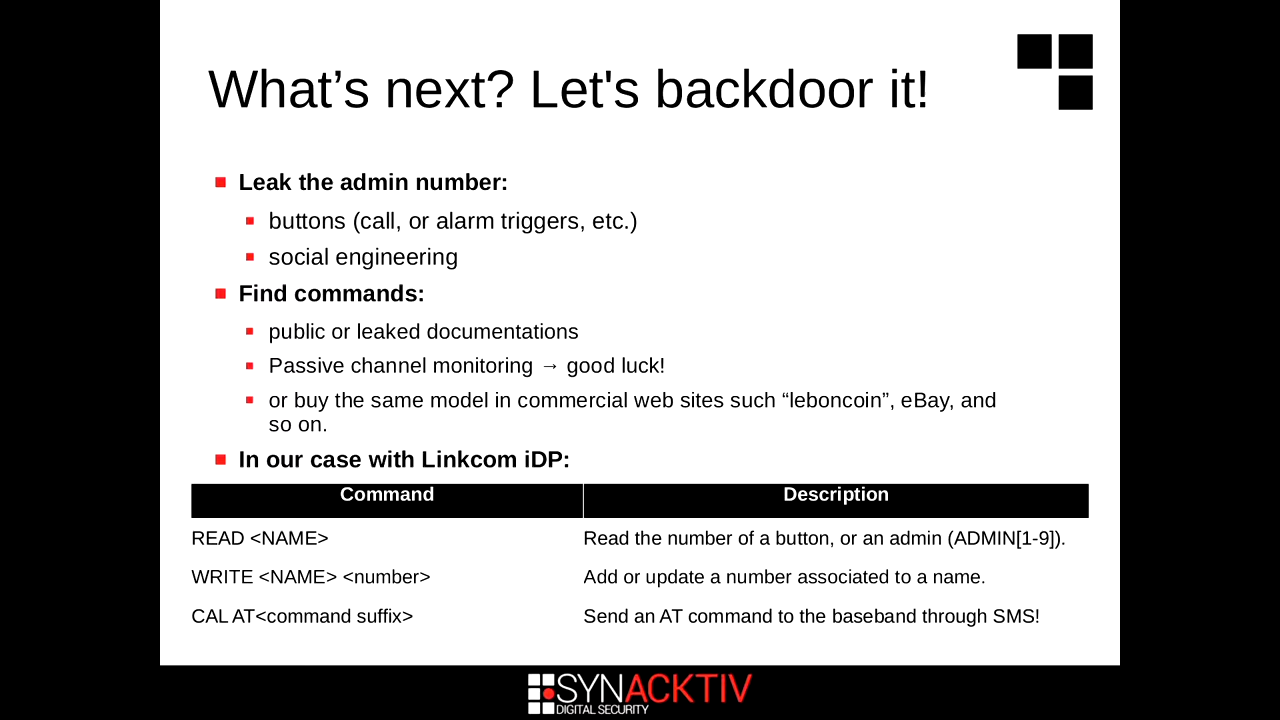 What’s next? Let's backdoor it!
Leak the admin number:
buttons (call, or alarm triggers, etc.)
social engineering
Find commands:
public or leaked documentations
Passive channel monitoring → good luck!
or buy the same model in commercial web sites such “leboncoin”, eBay, and
so on.
In our case with Linkcom iDP:
Command Description
READ <NAME> Read the number of a button, or an admin (ADMIN[1-9]).
WRITE <NAME> <number> Add or update a number associated to a name.
CAL AT<command suffix> Send an AT command to the baseband through SMS!
SYNACKTIV
DIGITAL SECURITY